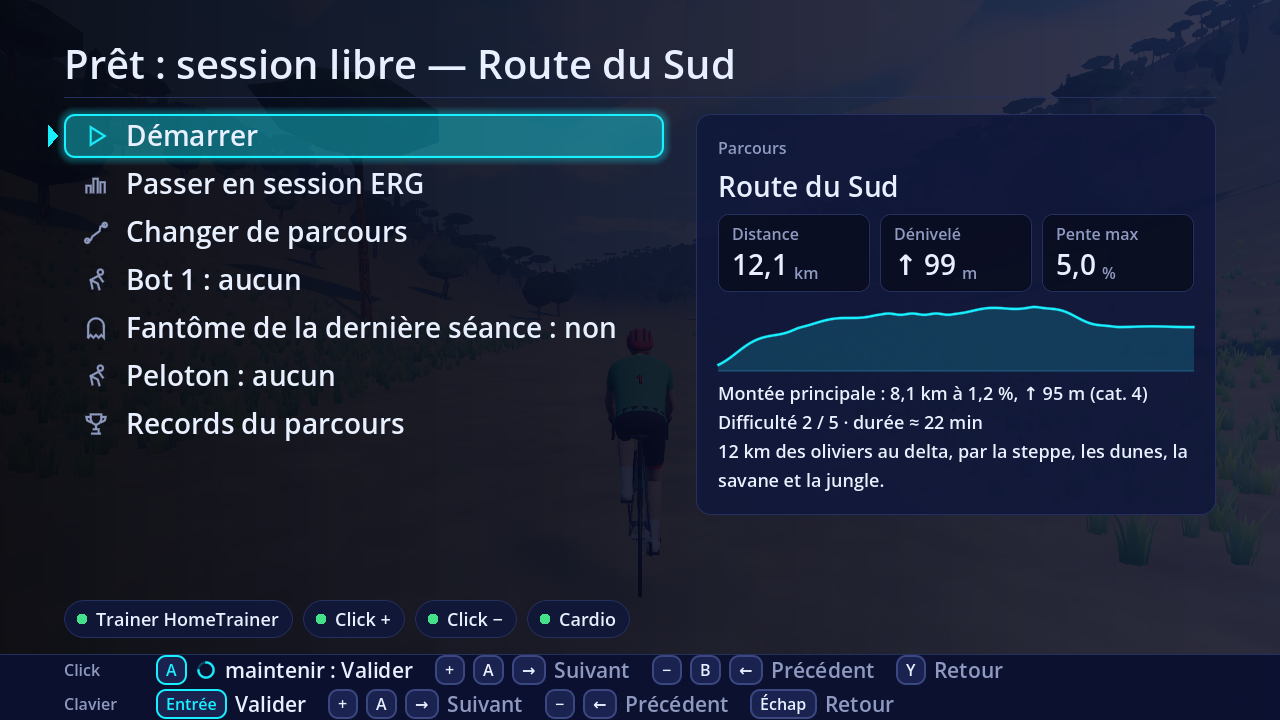 Prêt : session libre — Route du Sud
Démarrer
Passer en session ERG
Changer de parcours
Bot 1 : aucun
Fantôme de la dernière séance : non
Peloton : aucun
Records du parcours
Parcours
Route du Sud
Distance
12,1 km
Dénivelé
↑ 99 m
Pente max
5,0 %
Montée principale : 8,1 km à 1,2 %, ↑ 95 m (cat. 4)
Difficulté 2 / 5 · durée ≈ 22 min
12 km des oliviers au delta, par la steppe, les dunes, la
savane et la jungle.
Trainer HomeTrainer
Click +
Click −
Cardio
Click A maintenir : Valider + A → Suivant − B ← Précédent Y Retour
Clavier Entrée Valider + A → Suivant − ← Précédent Échap Retour